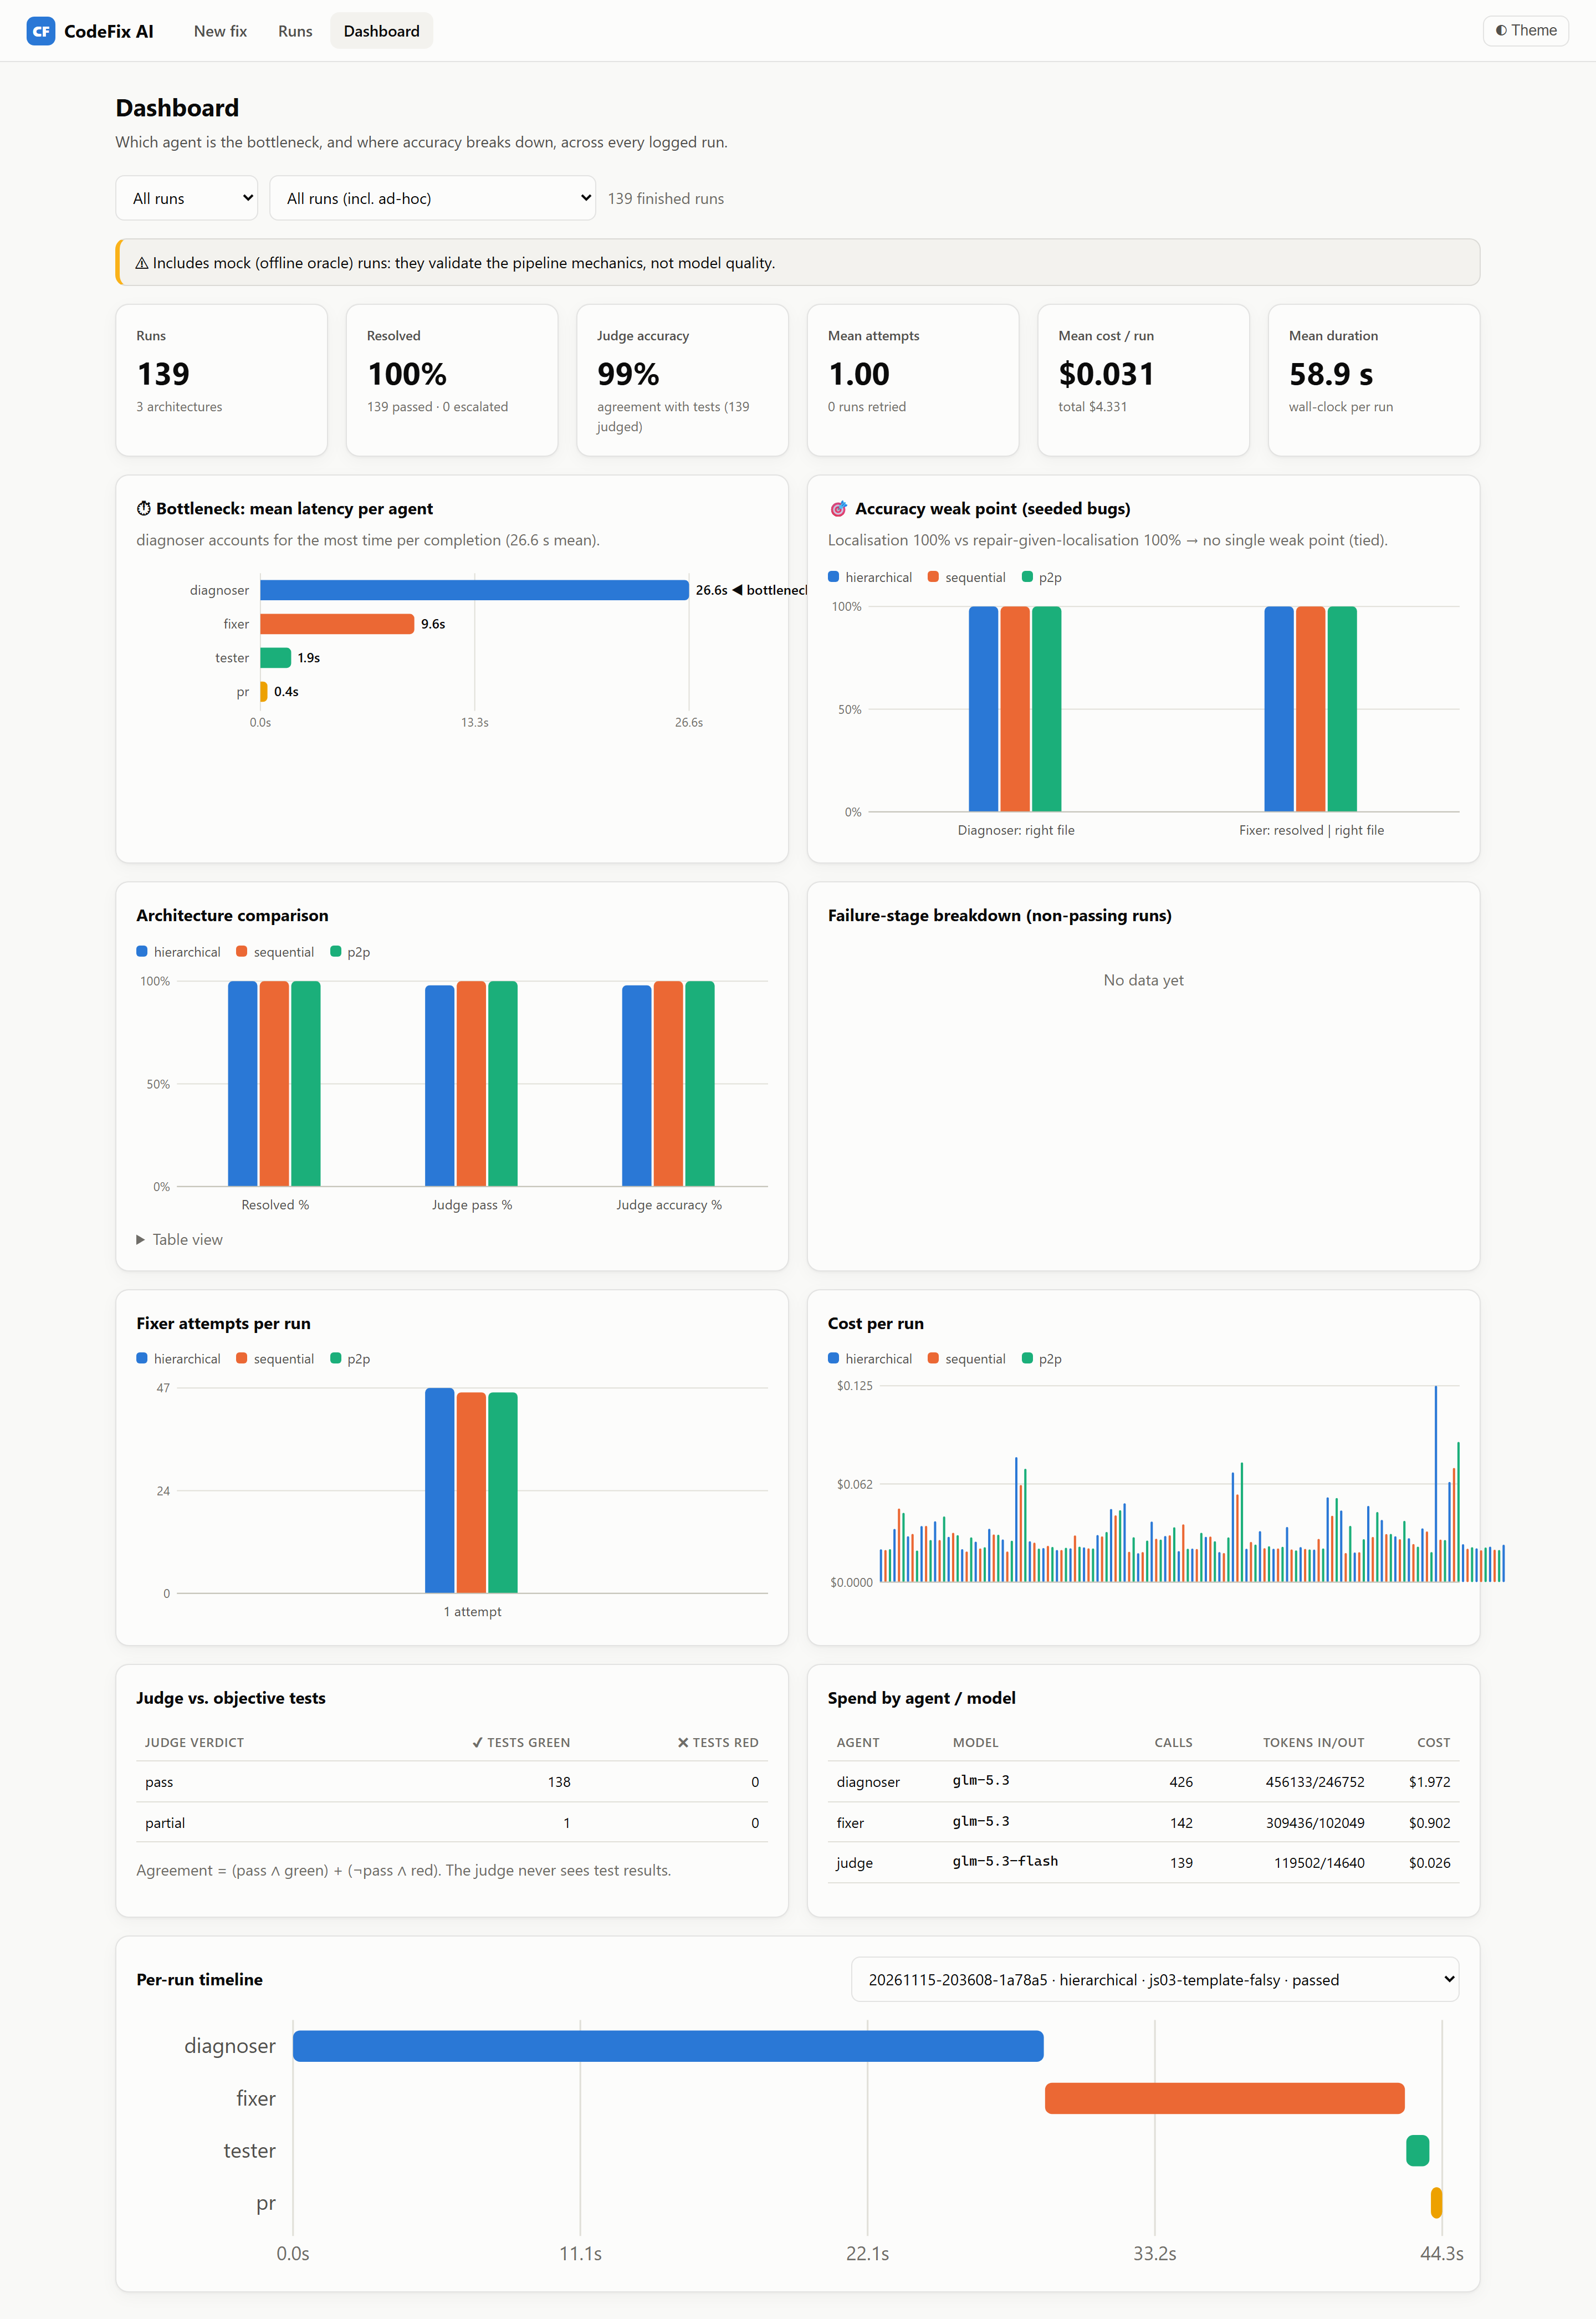 CF CodeFix AI New fix Runs Dashboard ◐ Theme
Dashboard
Which agent is the bottleneck, and where accuracy breaks down, across every logged run.
All runs All runs (incl. ad-hoc) 139 finished runs
⚠ Includes mock (offline oracle) runs: they validate the pipeline mechanics, not model quality.
Runs
139
3 architectures
Resolved
100%
139 passed · 0 escalated
Judge accuracy
99%
agreement with tests (139
judged)
Mean attempts
1.00
0 runs retried
Mean cost / run
$0.031
total $4.331
Mean duration
58.9 s
wall-clock per run
⏱ Bottleneck: mean latency per agent
diagnoser accounts for the most time per completion (26.6 s mean).
diagnoser 26.6s ◀ bottleneck
fixer 9.6s
tester 1.9s
pr 0.4s
0.0s 13.3s 26.6s
🎯 Accuracy weak point (seeded bugs)
Localisation 100% vs repair-given-localisation 100% → no single weak point (tied).
hierarchical sequential p2p
100%
50%
0%
Diagnoser: right file Fixer: resolved | right file
Architecture comparison
hierarchical sequential p2p
100%
50%
0%
Resolved % Judge pass % Judge accuracy %
▶ Table view
Failure-stage breakdown (non-passing runs)
No data yet
Fixer attempts per run
hierarchical sequential p2p
47
24
0
1 attempt
Cost per run
hierarchical sequential p2p
$0.125
$0.062
$0.0000
Judge vs. objective tests
JUDGE VERDICT ✓ TESTS GREEN ✗ TESTS RED
pass 138 0
partial 1 0
Agreement = (pass ∧ green) + (¬pass ∧ red). The judge never sees test results.
Spend by agent / model
AGENT MODEL CALLS TOKENS IN/OUT COST
diagnoser glm-5.3 426 456133/246752 $1.972
fixer glm-5.3 142 309436/102049 $0.902
judge glm-5.3-flash 139 119502/14640 $0.026
Per-run timeline 20261115-203608-1a78a5 · hierarchical · js03-template-falsy · passed
diagnoser
fixer
tester
pr
0.0s 11.1s 22.1s 33.2s 44.3s